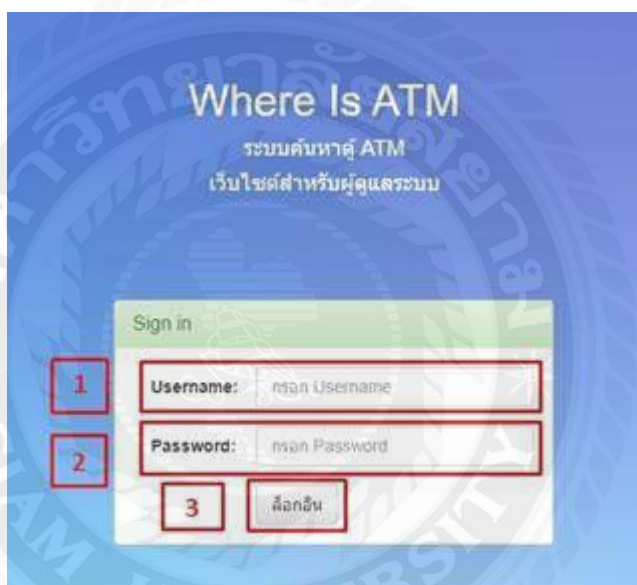 Where Is ATM
ระบบค้นหาตู้ ATM
เว็บไซต์สำหรับผู้ดูแลระบบ
Sign in
1 Username: กรอก Username
2 Password: กรอก Password
3 ล็อกอิน